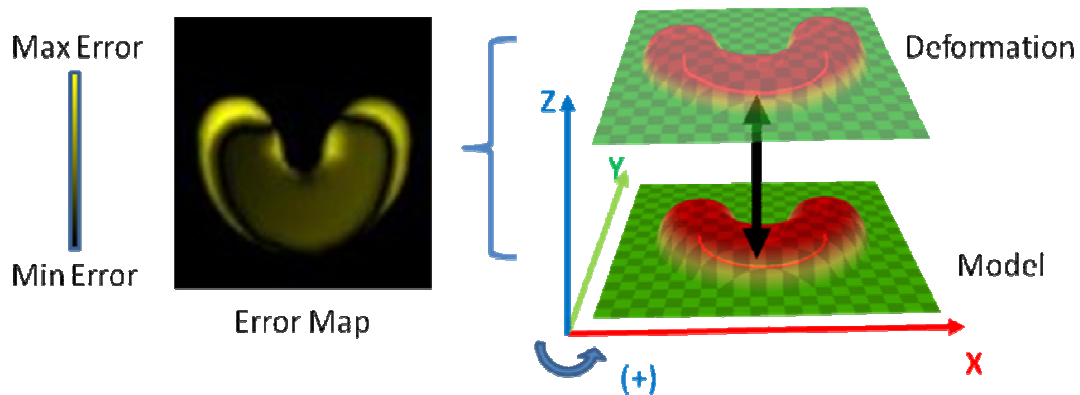 Max Error
Min Error
Error Map
Z
Y
X
(+)
Deformation
Model